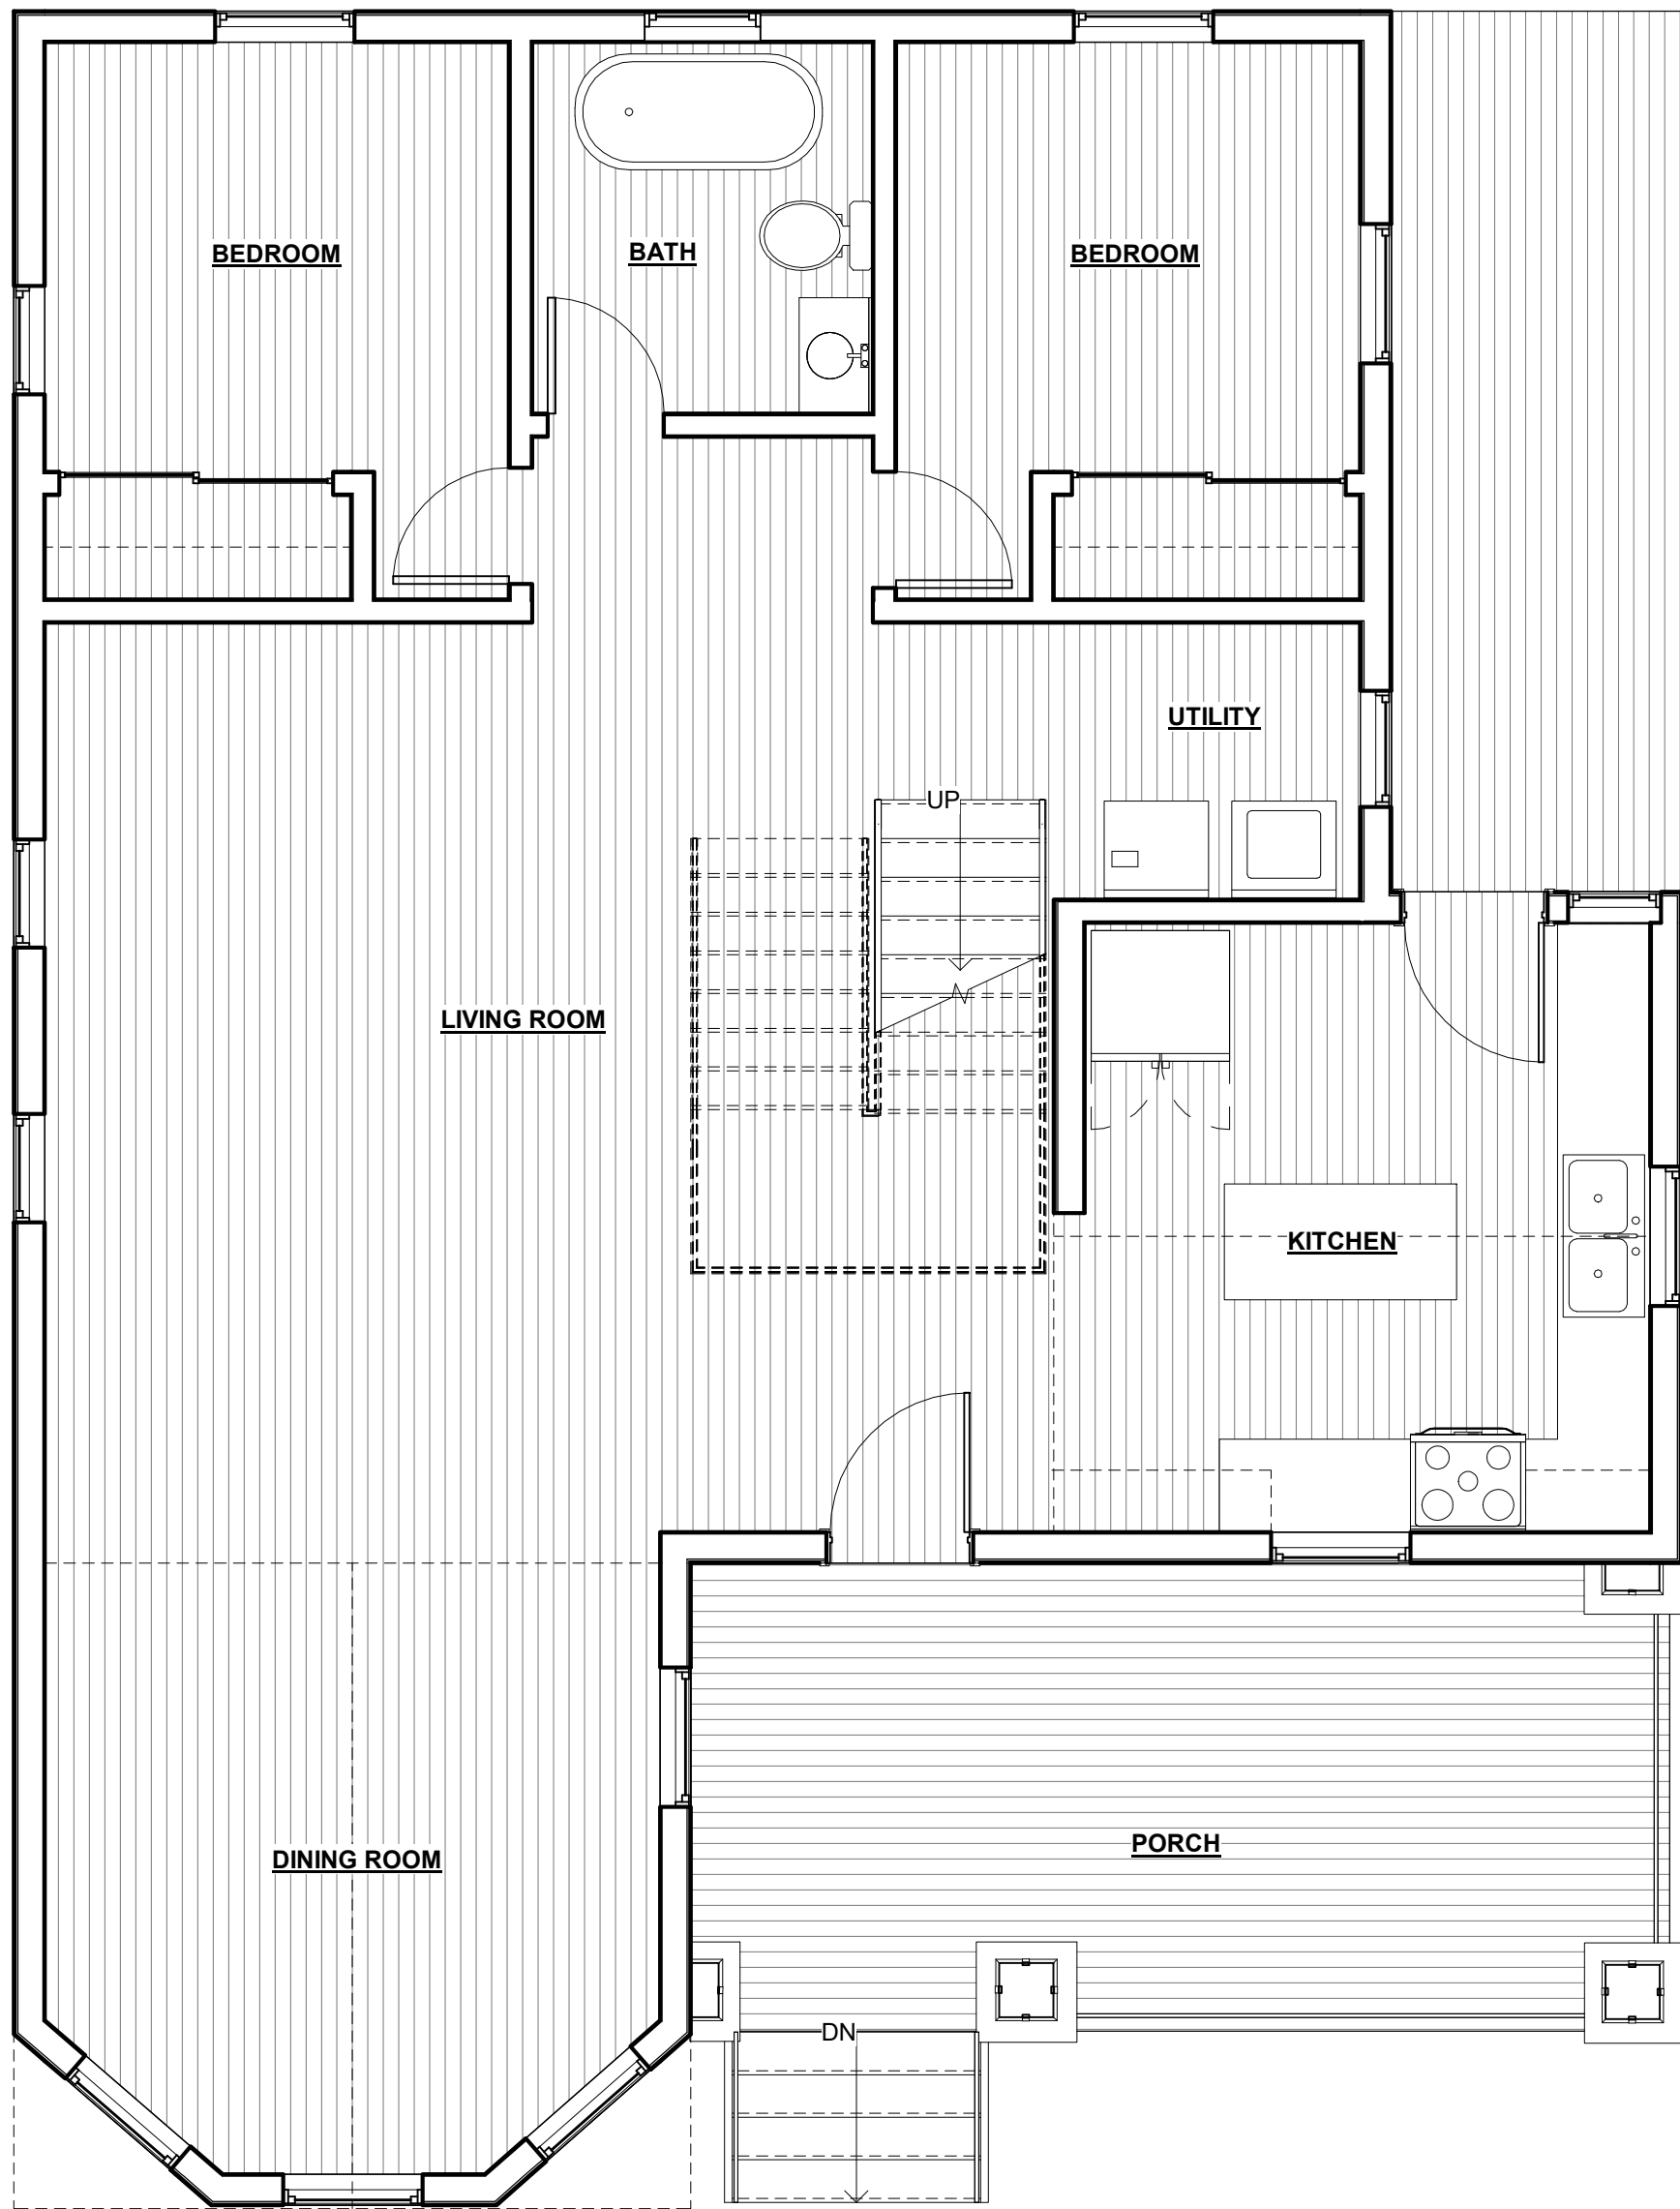 BEDROOM
BATH
BEDROOM
UTILITY
UP
LIVING ROOM
KITCHEN
PORCH
DINING ROOM
DN